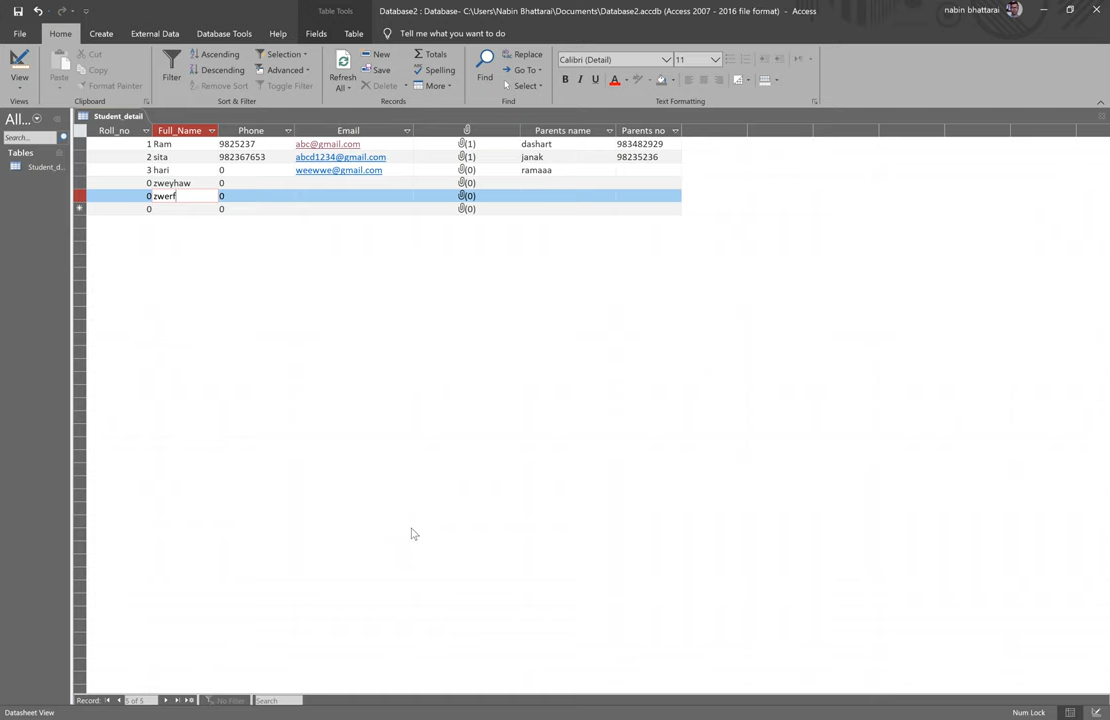 Table Tools
Database2 : Database- C:\Users\Nabin Bhattarai\Documents\Database2.accdb (Access 2007 - 2016 file format) - Access
nabin bhattarai
File Home Create External Data Database Tools Help Fields Table Tell me what you want to do
View
Views
Paste
Cut
Copy
Format Painter
Clipboard
Filter
Ascending
Descending
Remove Sort
Selection
Advanced
Toggle Filter
Sort & Filter
Refresh
All
New
Save
Delete
Totals
Spelling
More
Records
Find
Replace
Go To
Select
Find
Calibri (Detail) 11
B I U A
Text Formatting
All...
Search...
Tables
Student_d...
Student_detail
Roll_no Full_Name Phone Email Parents name Parents no
1 Ram 9825237 abc@gmail.com (1) dashart 983482929
2 sita 982367653 abcd1234@gmail.com (1) janak 98235236
3 hari 0 weewwe@gmail.com (0) ramaaa
0 zweyhaw 0 (0)
0 zwerf 0 (0)
0 0 (0)
Record: 5 of 5 No Filter Search
Datasheet View
Num Lock